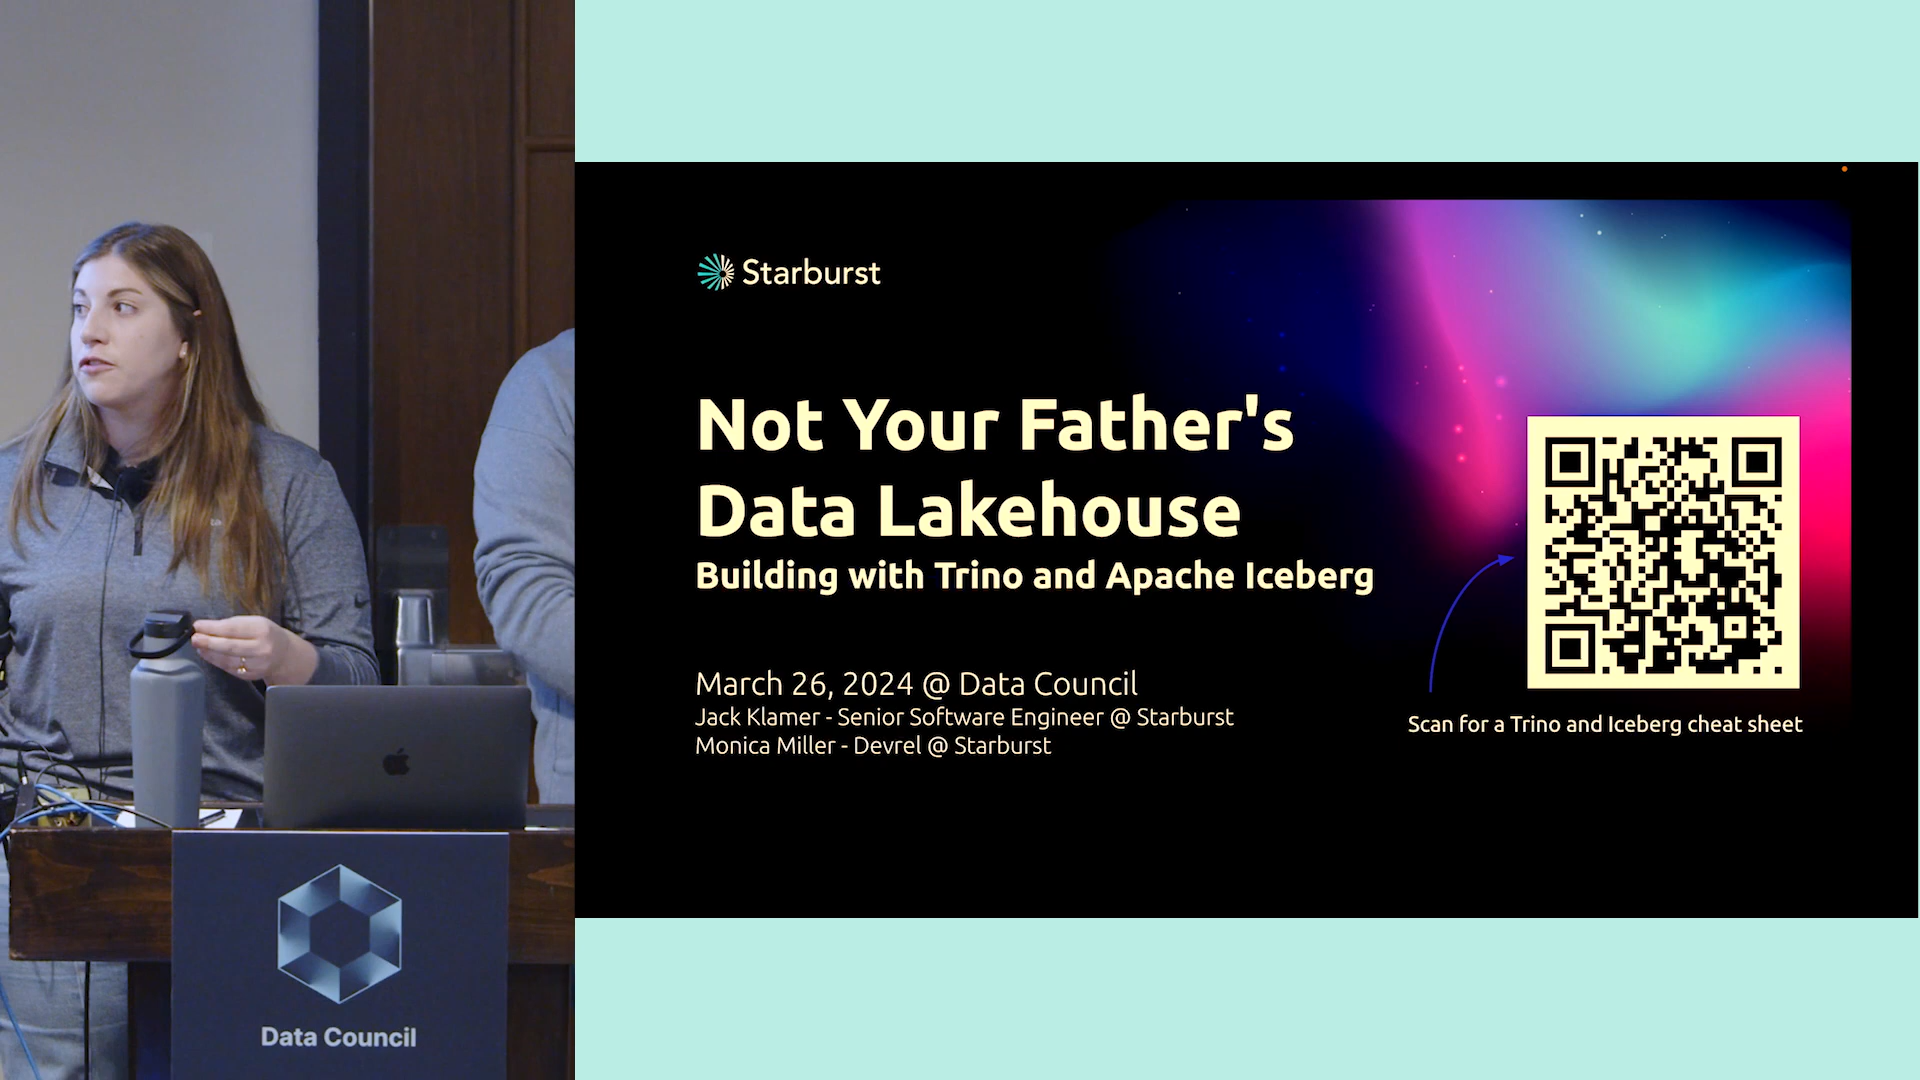 Starburst
Not Your Father's
Data Lakehouse
Building with Trino and Apache Iceberg
March 26, 2024 @ Data Council
Jack Klamer - Senior Software Engineer @ Starburst
Monica Miller - Devrel @ Starburst
Scan for a Trino and Iceberg cheat sheet
Data Council